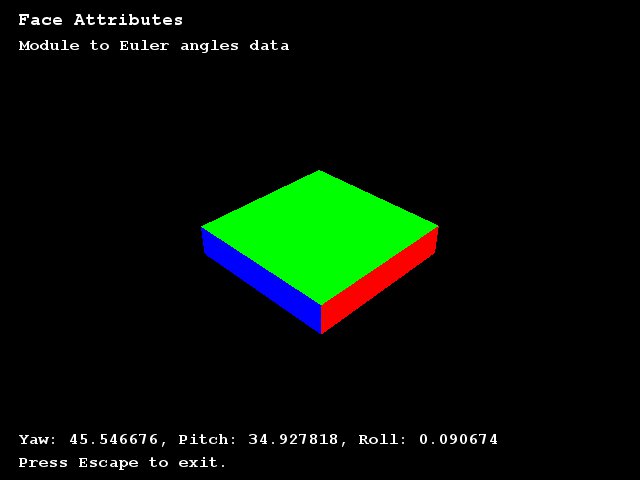 Face Attributes
Module to Euler angles data
Yaw: 45.546676, Pitch: 34.927818, Roll: 0.090674
Press Escape to exit.